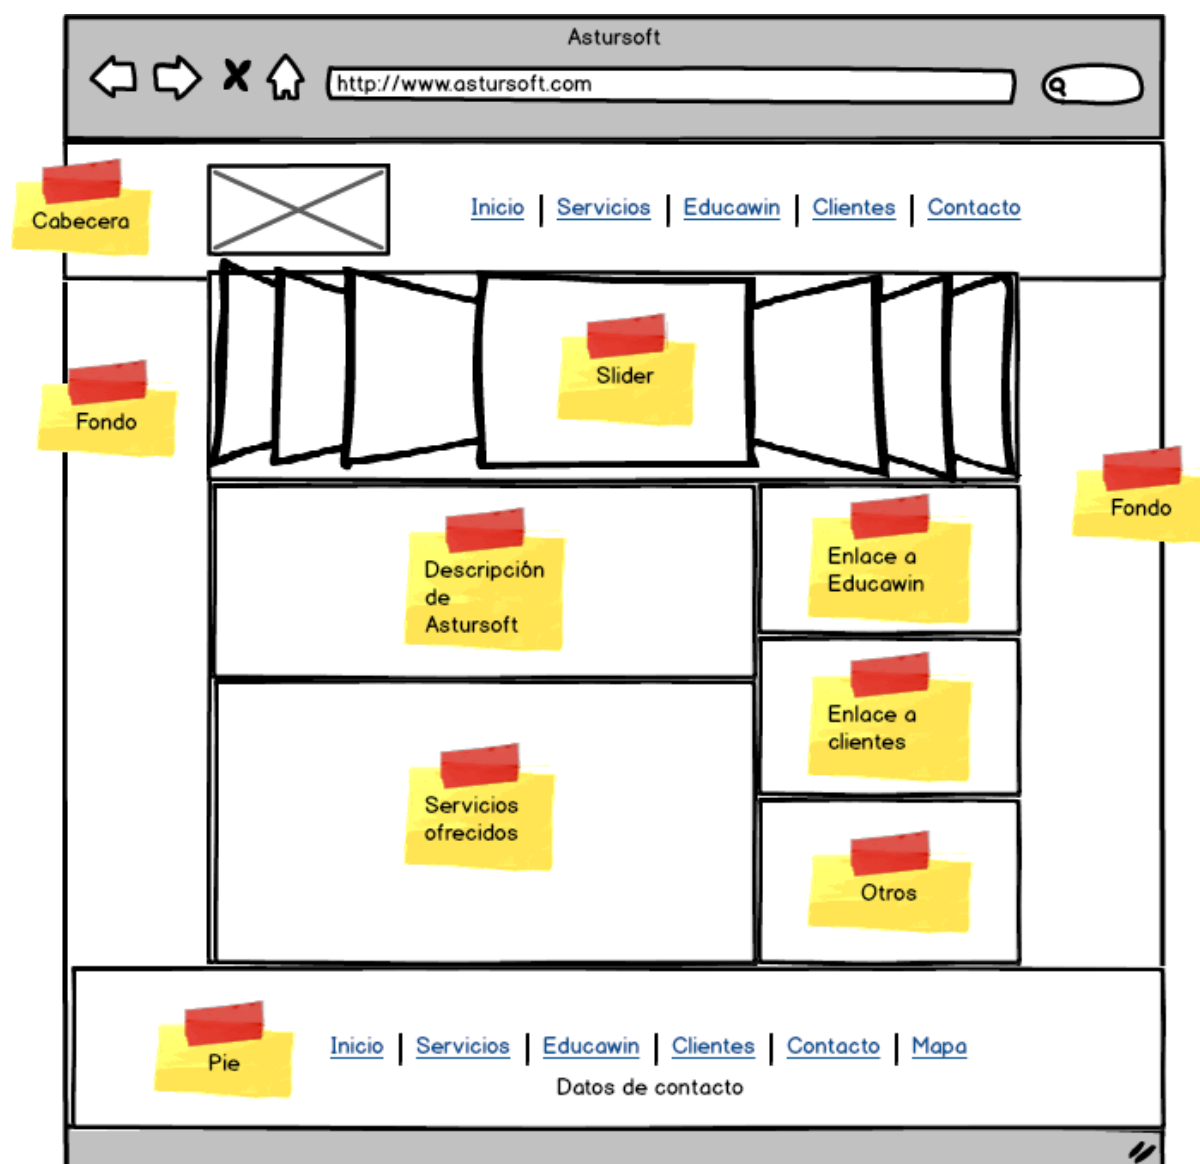 Astursoft
http://www.astursoft.com
Cabecera
Inicio | Servicios | Educawin | Clientes | Contacto
Fondo
Slider
Fondo
Descripción
de
Astursoft
Enlace a
Educawin
Enlace a
clientes
Servicios
ofrecidos
Otros
Pie
Inicio | Servicios | Educawin | Clientes | Contacto | Mapa
Datos de contacto